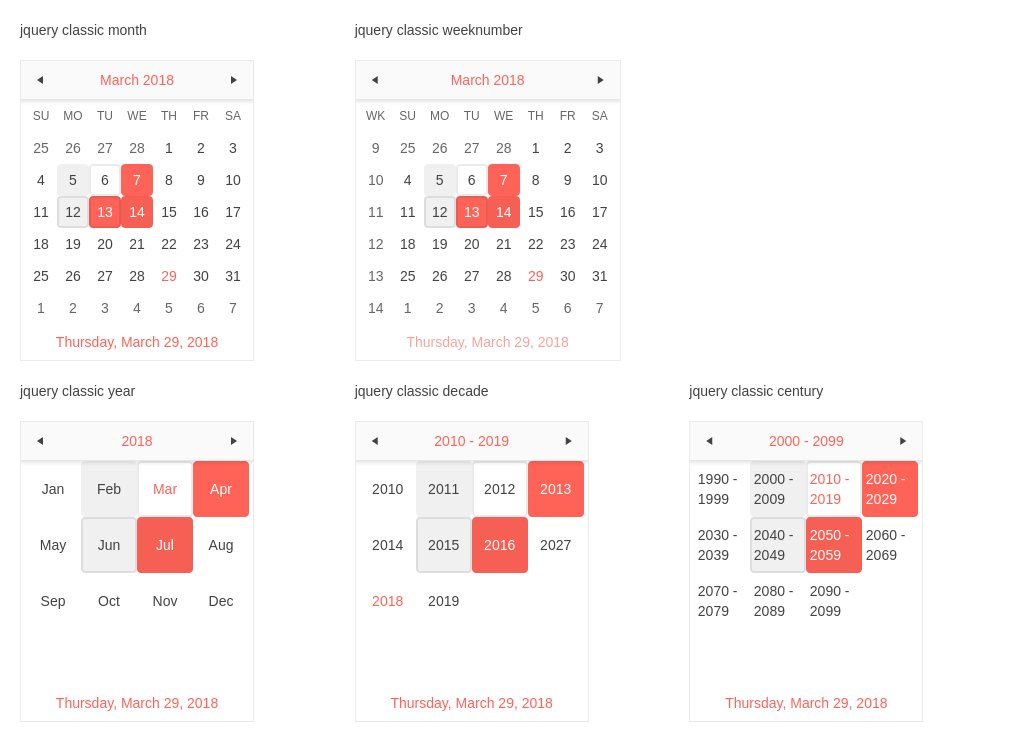 jquery classic month
March 2018
SU MO TU WE TH FR SA
25 26 27 28 1 2 3
4 5 6 7 8 9 10
11 12 13 14 15 16 17
18 19 20 21 22 23 24
25 26 27 28 29 30 31
1 2 3 4 5 6 7
Thursday, March 29, 2018
jquery classic weeknumber
March 2018
WK SU MO TU WE TH FR SA
9 25 26 27 28 1 2 3
10 4 5 6 7 8 9 10
11 11 12 13 14 15 16 17
12 18 19 20 21 22 23 24
13 25 26 27 28 29 30 31
14 1 2 3 4 5 6 7
Thursday, March 29, 2018
jquery classic year
2018
Jan Feb Mar Apr
May Jun Jul Aug
Sep Oct Nov Dec
Thursday, March 29, 2018
jquery classic decade
2010 - 2019
2010 2011 2012 2013
2014 2015 2016 2027
2018 2019
Thursday, March 29, 2018
jquery classic century
2000 - 2099
1990 - 2000 - 2010 - 2020 -
1999 2009 2019 2029
2030 - 2040 - 2050 - 2060 -
2039 2049 2059 2069
2070 - 2080 - 2090 -
2079 2089 2099
Thursday, March 29, 2018